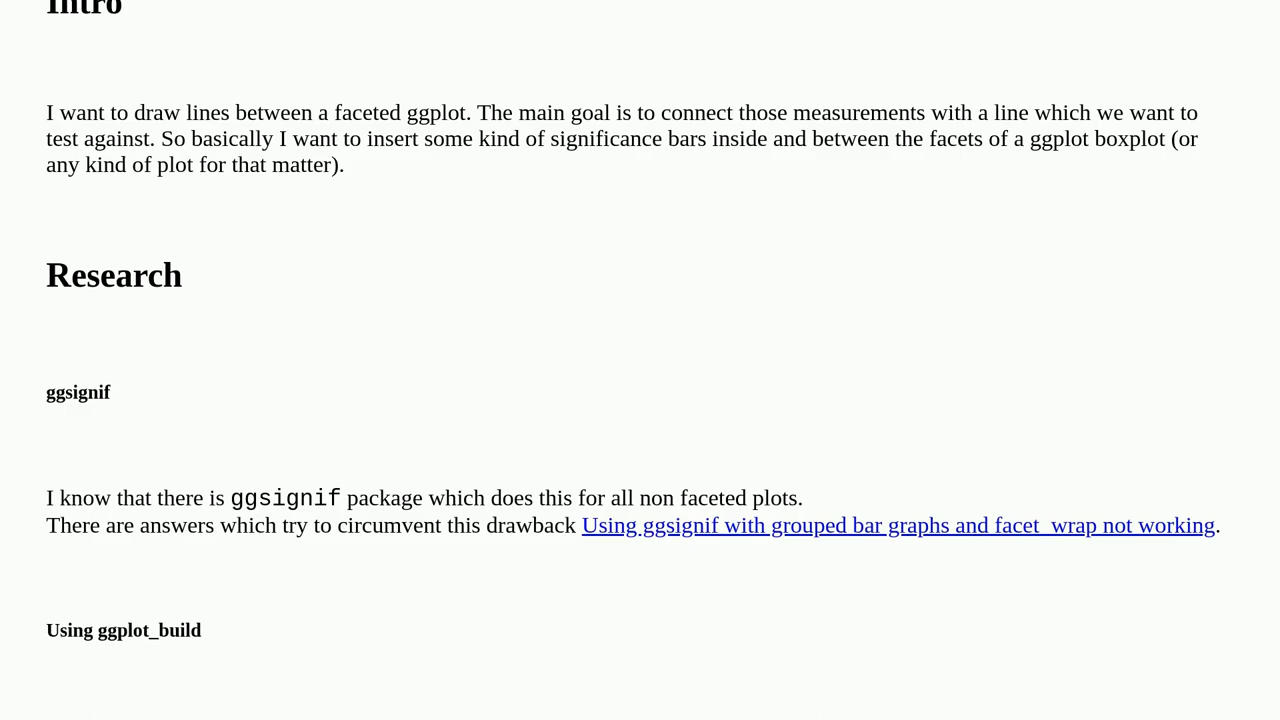 Intro
I want to draw lines between a faceted ggplot. The main goal is to connect those measurements with a line which we want to
test against. So basically I want to insert some kind of significance bars inside and between the facets of a ggplot boxplot (or
any kind of plot for that matter).
Research
ggsignif
I know that there is ggsignif package which does this for all non faceted plots.
There are answers which try to circumvent this drawback Using ggsignif with grouped bar graphs and facet_wrap not working.
Using ggplot_build